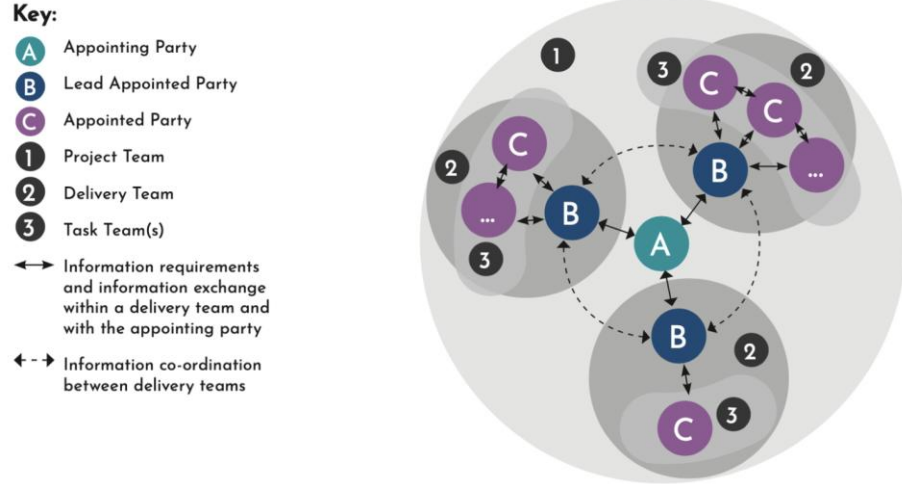 Key:
A Appointing Party
B Lead Appointed Party
C Appointed Party
1 Project Team
2 Delivery Team
3 Task Team(s)
Information requirements
and information exchange
within a delivery team and
with the appointing party
Information co-ordination
between delivery teams
1
3
C
2
C
C
2
B
...
...
B
A
3
B
2
C
3